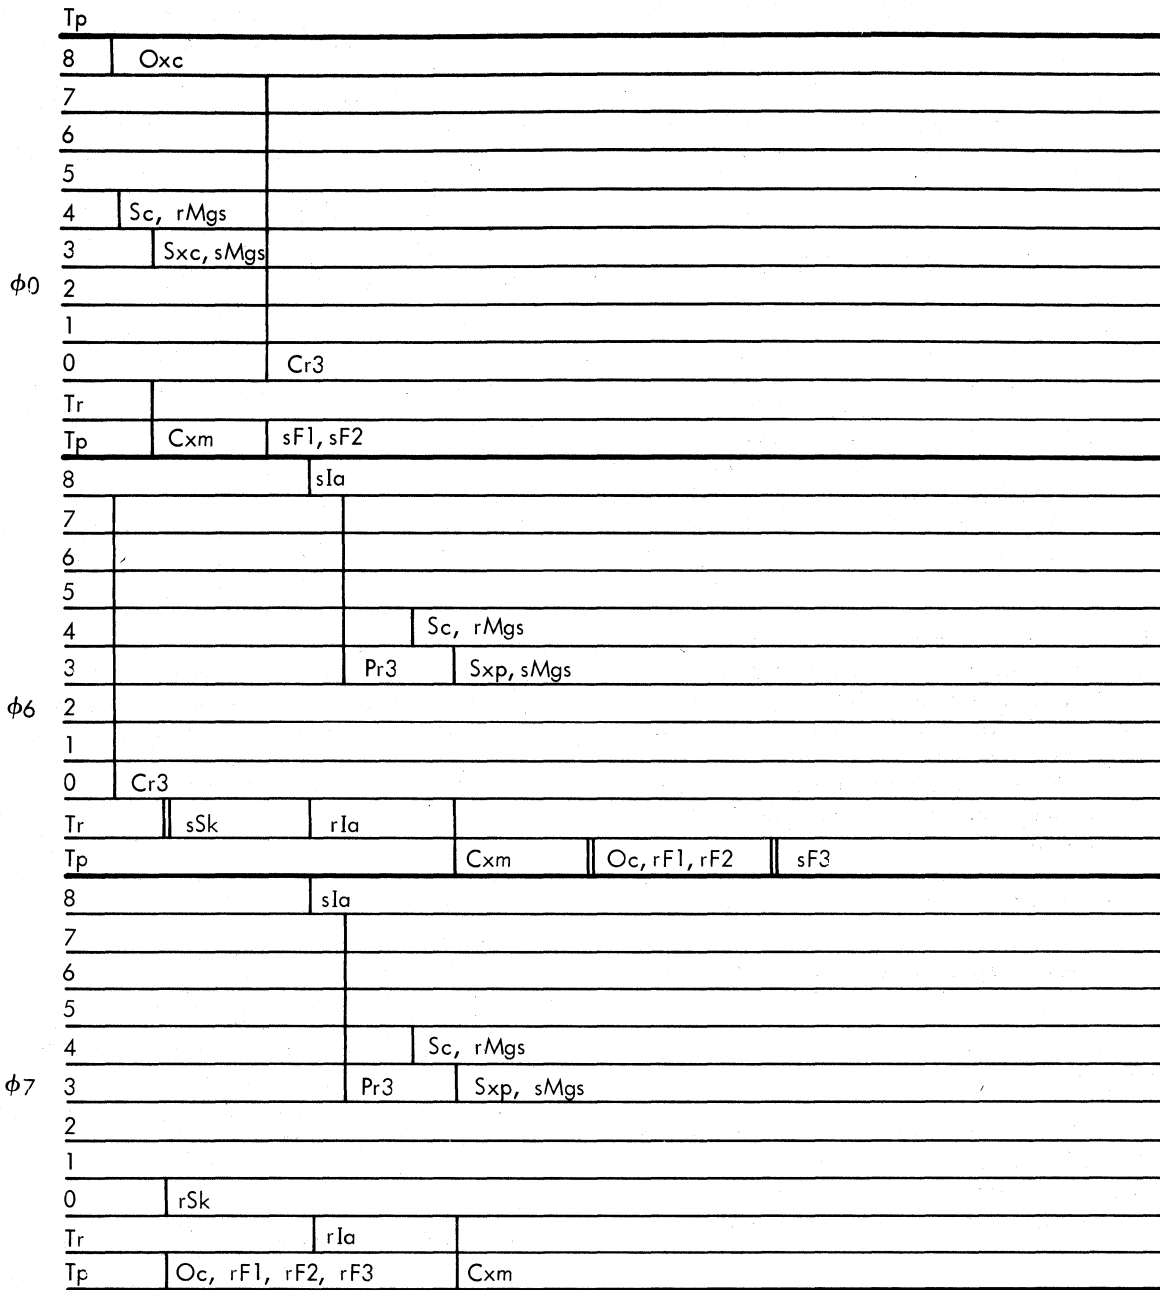 Tp
8 Oxc
7
6
5
4 Sc, rMgs
3 Sxc, sMgs
φ0 2
1
0 Cr3
Tr
Tp Cxm sF1, sF2
8 sIa
7
6
5
4 Sc, rMgs
3 Pr3 Sxp, sMgs
φ6 2
1
0 Cr3
Tr sSk rIa
Tp Cxm Oc, rF1, rF2 sF3
8 sIa
7
6
5
4 Sc, rMgs
φ7 3 Pr3 Sxp, sMgs
2
1
0 rSk
Tr rIa
Tp Oc, rF1, rF2, rF3 Cxm